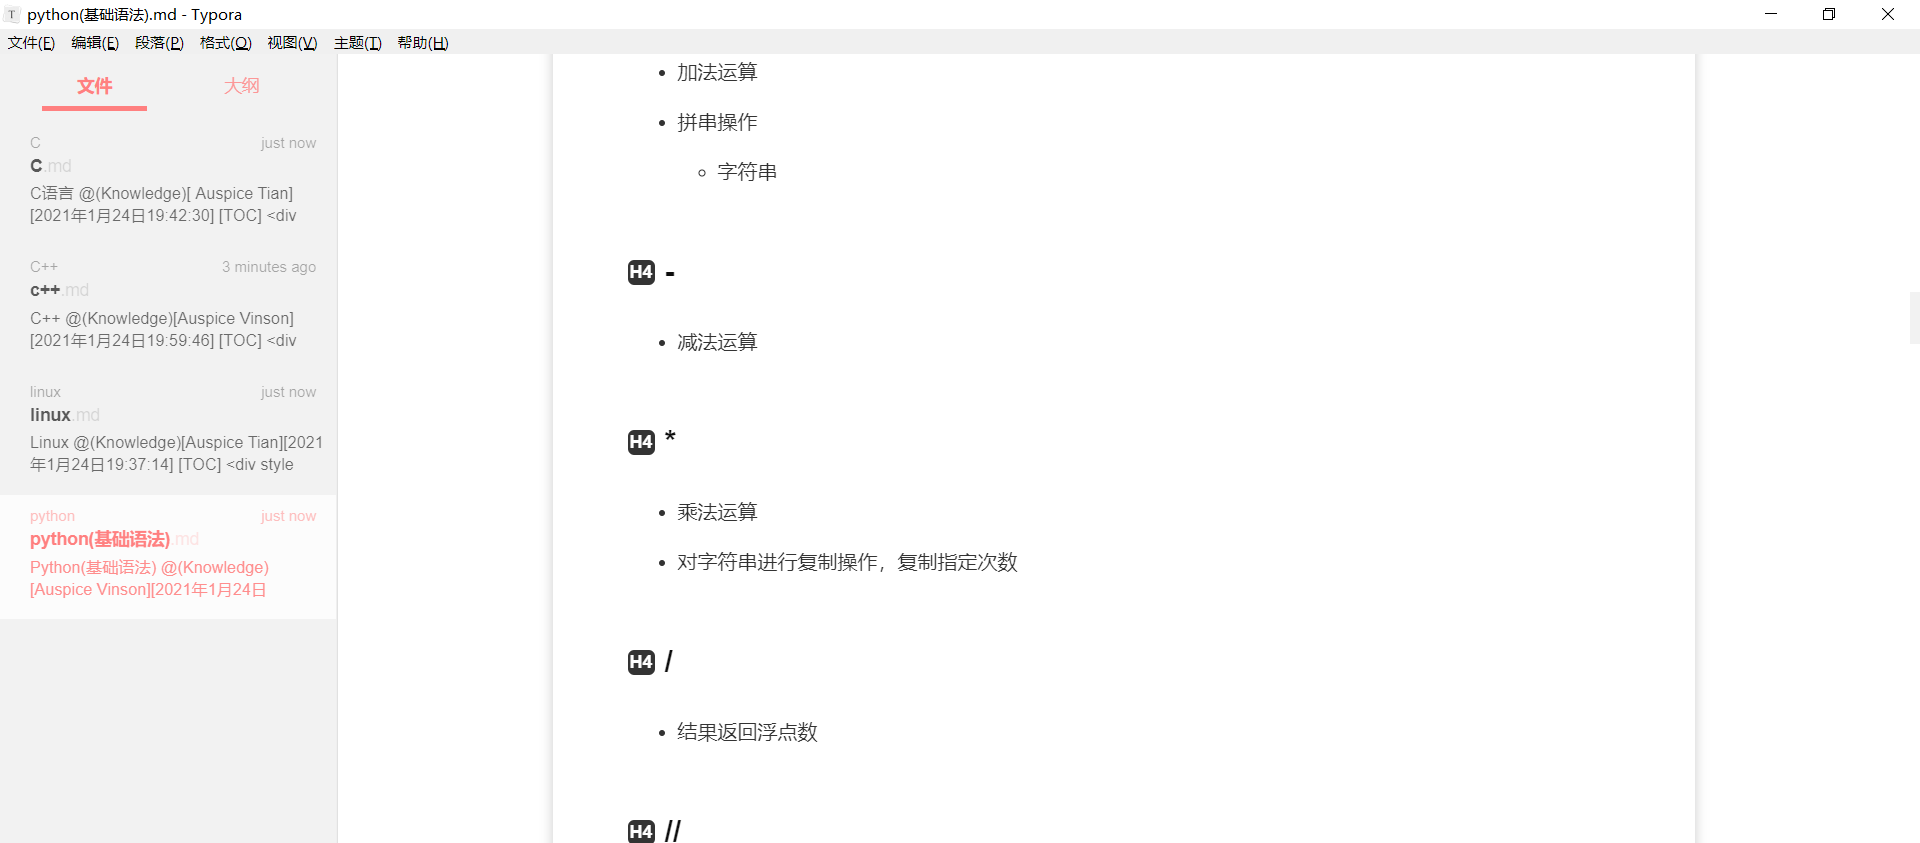 T python(基础语法).md - Typora
文件(F) 编辑(E) 段落(P) 格式(O) 视图(V) 主题(T) 帮助(H)
文件 大纲
C just now
C.md
C语言 @(Knowledge)[ Auspice Tian]
[2021年1月24日19:42:30] [TOC] <div
C++ 3 minutes ago
c++.md
C++ @(Knowledge)[Auspice Vinson]
[2021年1月24日19:59:46] [TOC] <div
linux just now
linux.md
Linux @(Knowledge)[Auspice Tian][2021
年1月24日19:37:14] [TOC] <div style
python just now
python(基础语法).md
Python(基础语法) @(Knowledge)
[Auspice Vinson][2021年1月24日
加法运算
拼串操作
字符串
H4 -
减法运算
H4 *
乘法运算
对字符串进行复制操作，复制指定次数
H4 /
结果返回浮点数
H4 //